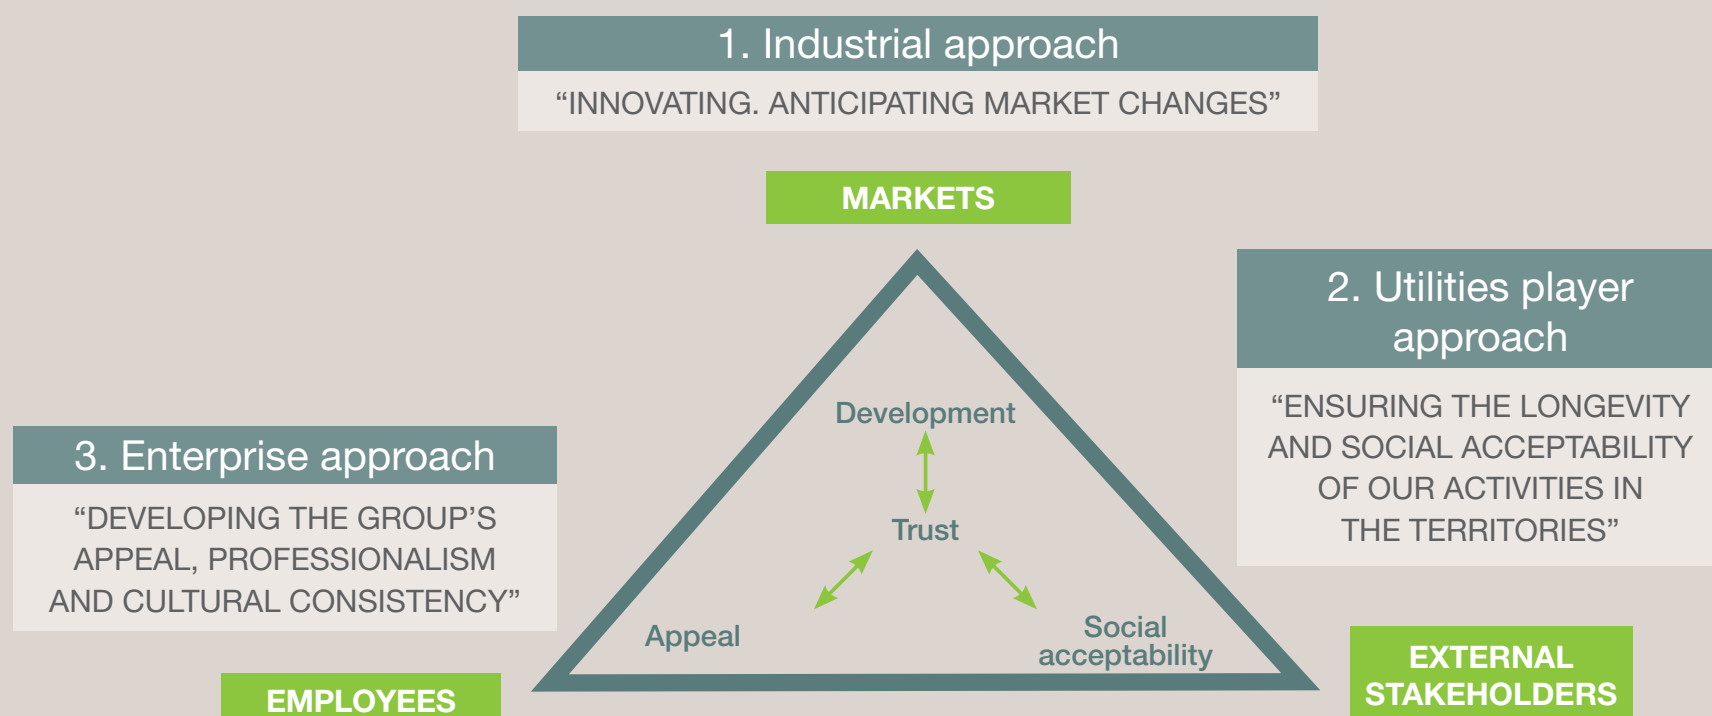 1. Industrial approach
“INNOVATING. ANTICIPATING MARKET CHANGES”
MARKETS
2. Utilities player
approach
“ENSURING THE LONGEVITY
AND SOCIAL ACCEPTABILITY
OF OUR ACTIVITIES IN
THE TERRITORIES”
3. Enterprise approach
“DEVELOPING THE GROUP’S
APPEAL, PROFESSIONALISM
AND CULTURAL CONSISTENCY”
Development
Trust
Appeal
Social
acceptability
EMPLOYEES
EXTERNAL
STAKEHOLDERS